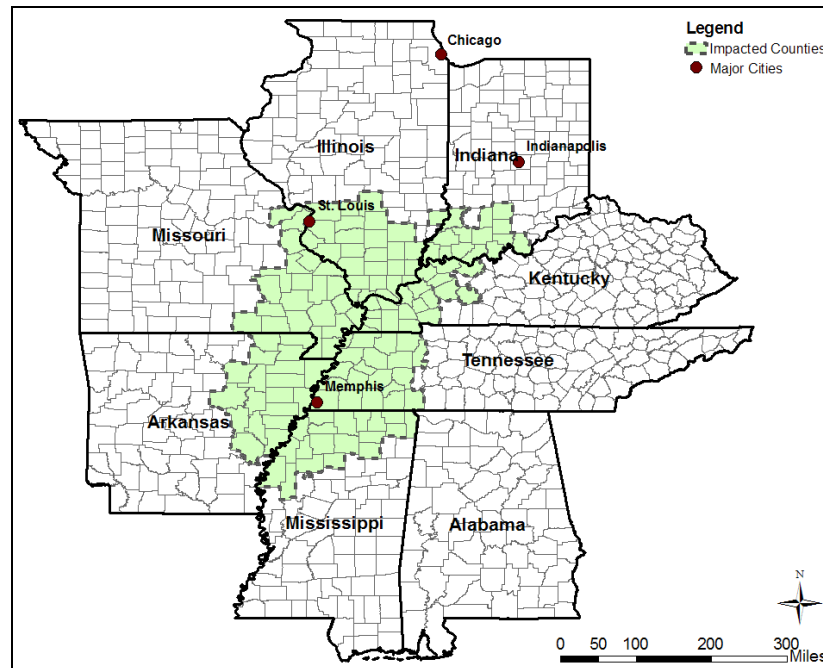 Legend
Impacted Counties
Major Cities
Chicago
Illinois
Indiana
Indianapolis
St. Louis
Missouri
Kentucky
Tennessee
Memphis
Arkansas
Mississippi
Alabama
N
0 50 100 200 300 Miles